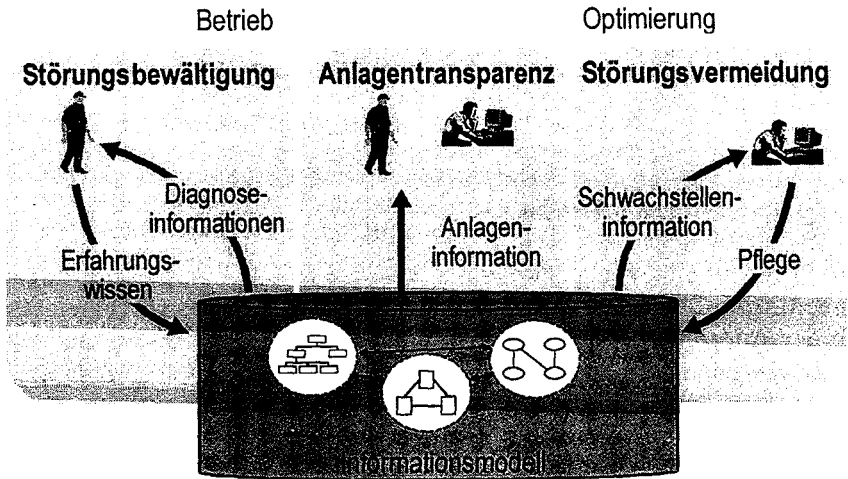 Betrieb
Optimierung
Störungsbewältigung
Anlagentransparenz
Störungsvermeidung
Diagnose-
informationen
Erfahrungs-
wissen
Anlagen-
information
Schwachstellen-
information
Pflege
Informationsmodell